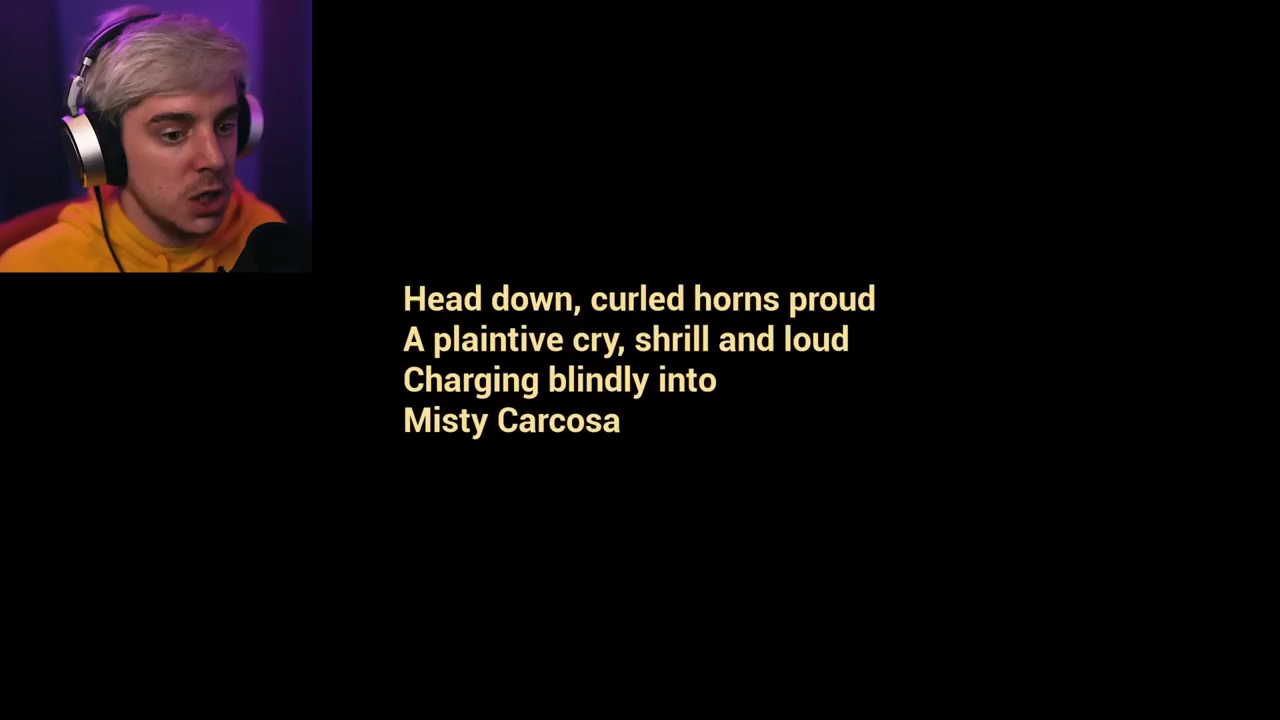 Head down, curled horns proud
A plaintive cry, shrill and loud
Charging blindly into
Misty Carcosa